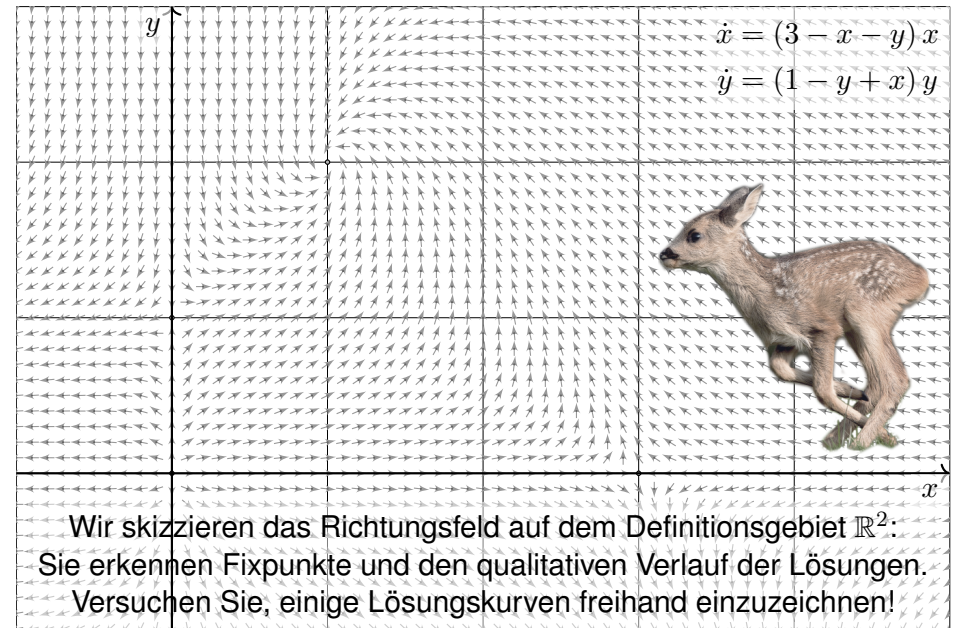 y
ẋ = (3 − x − y) x
ẏ = (1 − y + x) y
x
Wir skizzieren das Richtungsfeld auf dem Definitionsgebiet ℝ²:
Sie erkennen Fixpunkte und den qualitativen Verlauf der Lösungen.
Versuchen Sie, einige Lösungskurven freihand einzuzeichnen!